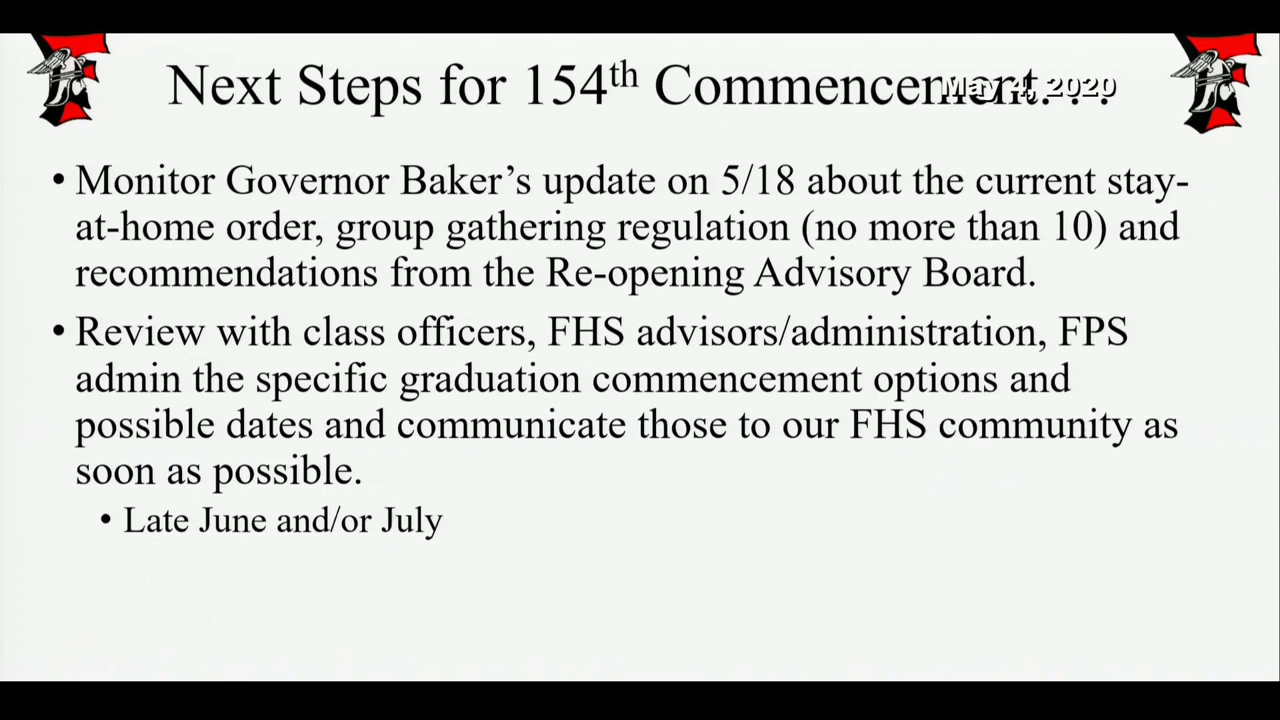 Next Steps for 154th Commencement. . .
May 4, 2020
• Monitor Governor Baker’s update on 5/18 about the current stay-
at-home order, group gathering regulation (no more than 10) and
recommendations from the Re-opening Advisory Board.
• Review with class officers, FHS advisors/administration, FPS
admin the specific graduation commencement options and
possible dates and communicate those to our FHS community as
soon as possible.
• Late June and/or July